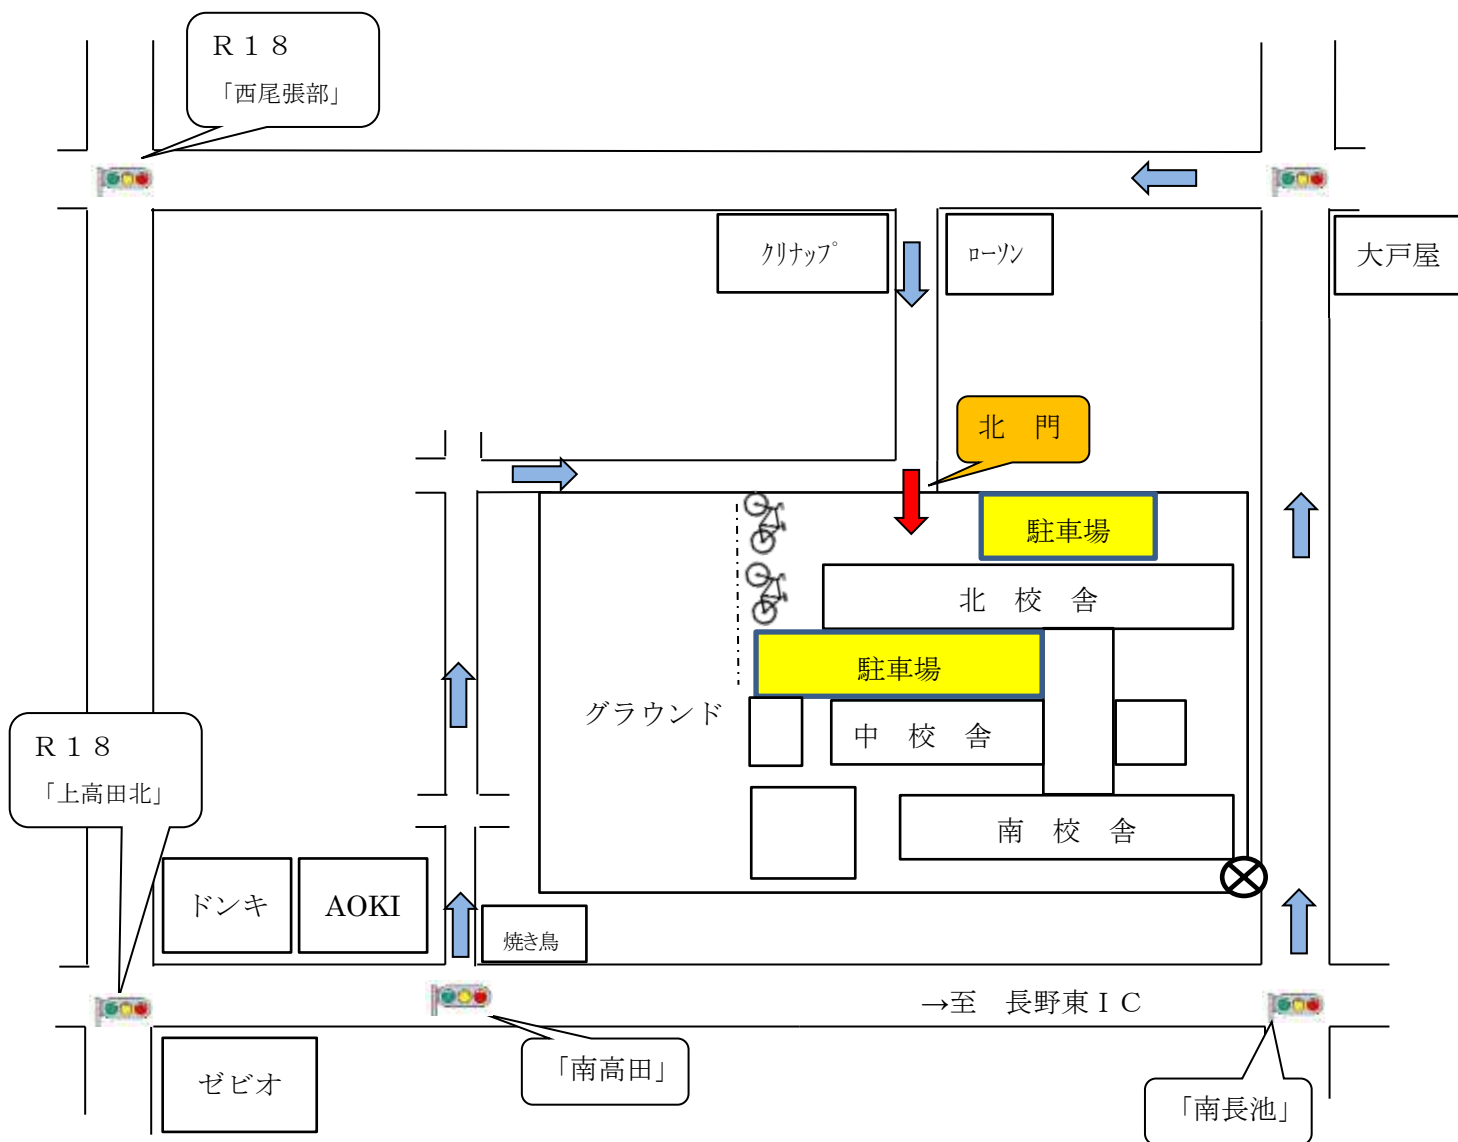 Ｒ１８
「西尾張部」
クリナップ
ローソン
大戸屋
北　門
駐車場
北　校　舎
駐車場
グラウンド
中　校　舎
Ｒ１８
「上高田北」
南　校　舎
ドンキ
AOKI
焼き鳥
→至　長野東ＩＣ
「南高田」
ゼビオ
「南長池」